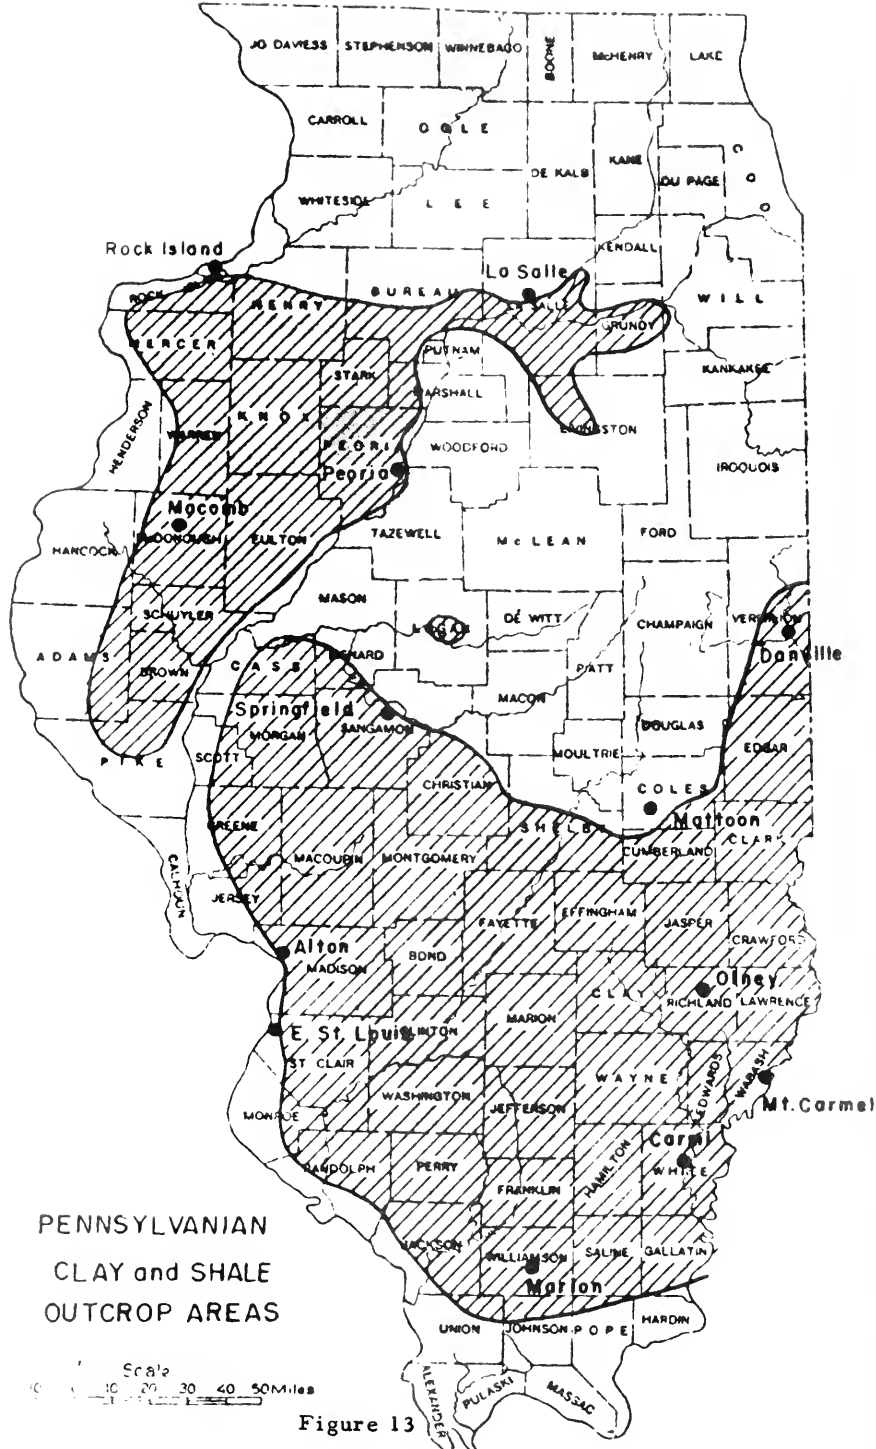 JO DAVIESS STEPHENSON WINNEBAGO BOONE McHENRY LAKE
CARROLL OGLE DE KALB KANE
DU PAGE
WHITESIDE LEE
Rock Island KENDALL
La Salle
ROCK BUREAU WILL
HENRY LA SALLE
GRUNDY
MERCER PUTNAM
STARK KANKAKEE
MARSHALL
HENDERSON KNOX
WARREN PEORI WOODFORD LIVINGSTON
Peoria IROQUOIS
Macomb
McDONOUGH FULTON TAZEWELL McLEAN FORD
HANCOCK
MASON
SCHUYLER LOGAN DE WITT CHAMPAIGN VERMILION
ADAMS CASS Danville
BROWN PIATT
MACON
Springfield
MORGAN SANGAMON DOUGLAS
SCOTT MOULTRIE EDGAR
PIKE
CHRISTIAN COLES
Mattoon
GREENE SHELBY
CLARK
MACOUPIN MONTGOMERY CUMBERLAND
CALHOUN
JERSEY
FAYETTE EFFINGHAM JASPER
CRAWFORD
Alton
BOND
MADISON
Olney
CLAY RICHLAND LAWRENCE
MARION
E. St. Louis CLINTON
ST CLAIR
WAYNE EDWARDS WABASH
WASHINGTON
JEFFERSON Mt. Carmel
MONROE
Carmi
RANDOLPH PERRY HAMILTON WHITE
FRANKLIN
PENNSYLVANIAN
JACKSON SALINE GALLATIN
WILLIAMSON
CLAY and SHALE
Marion
OUTCROP AREAS
UNION JOHNSON POPE HARDIN
Scale
10 10 20 30 40 50 Miles
ALEXANDER PULASKI MASSAC
Figure 13